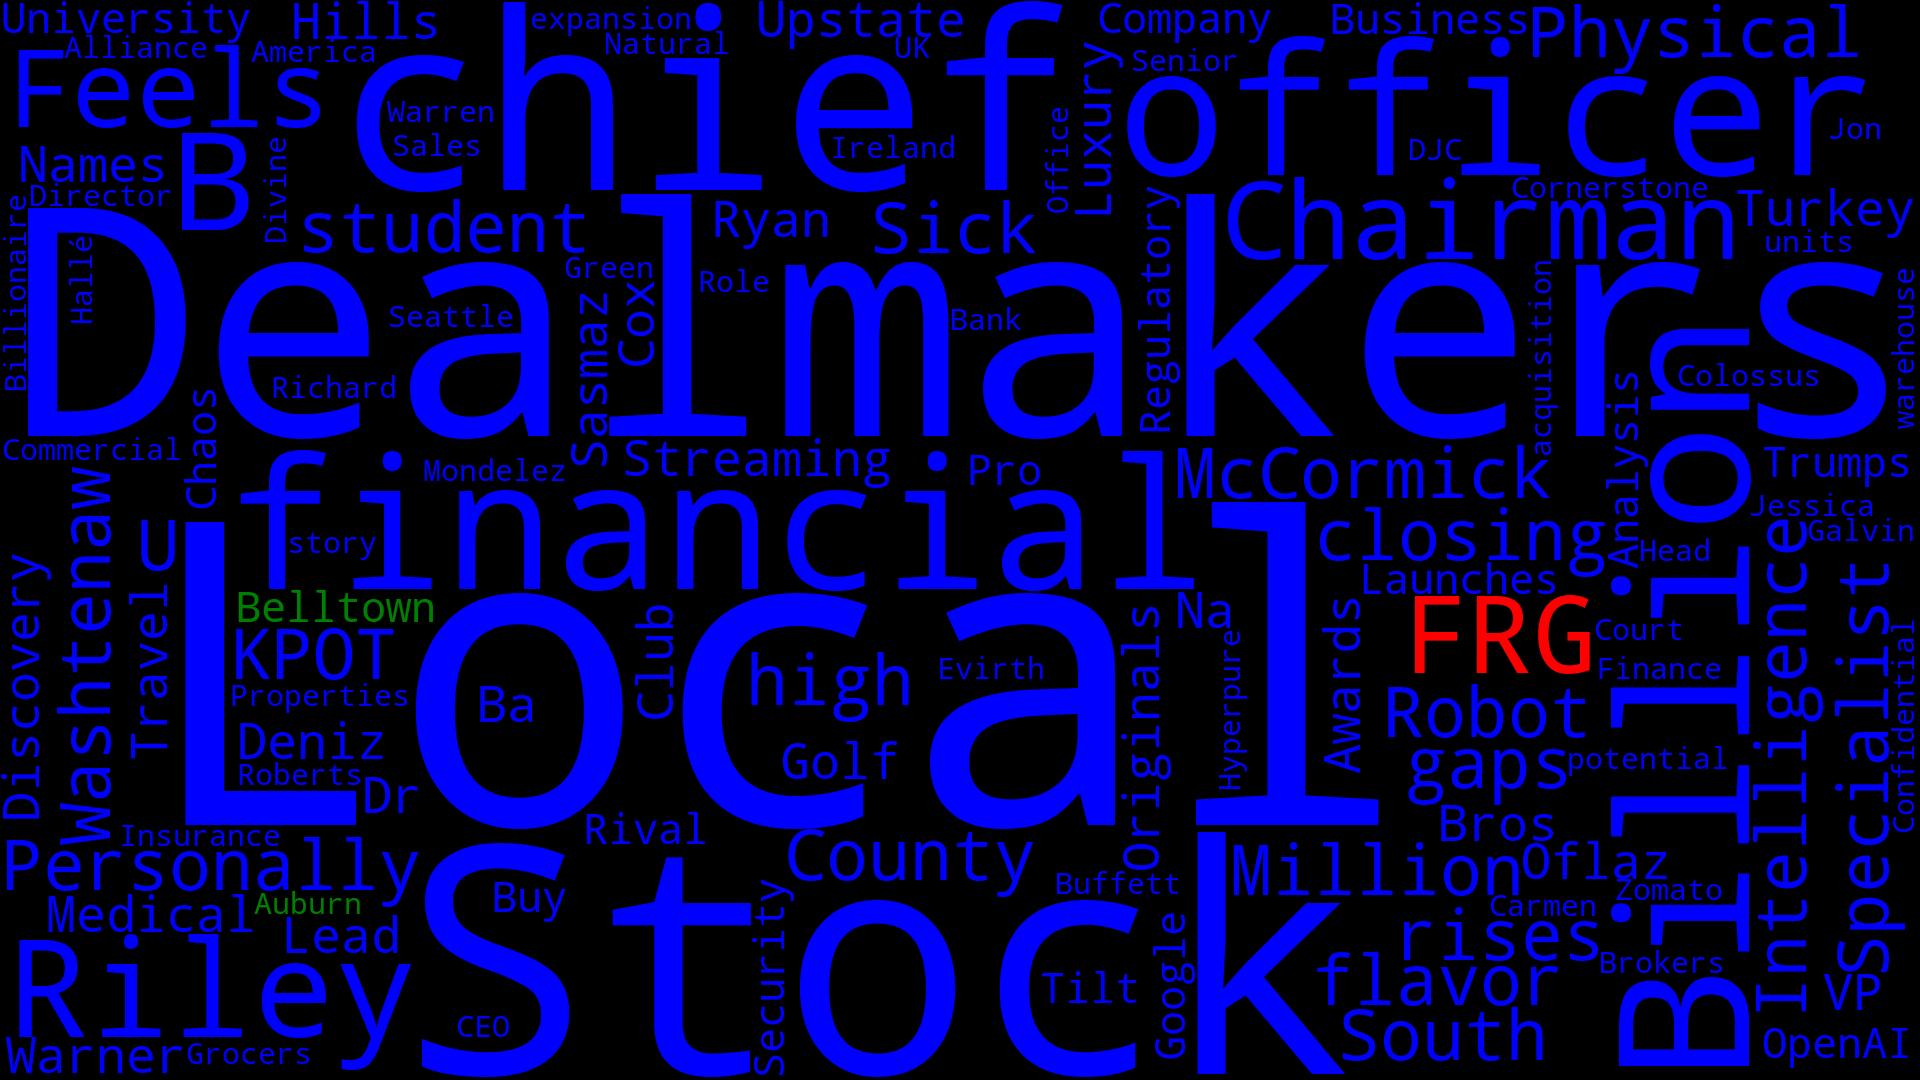 University
Hills
expansion
Natural
Upstate
UK
Company
Business
Physical
Alliance
America
Senior
Feels
chief
officer
Warren
Sales
Ireland
Office
Luxury
DJC
Jon
Names
B
Divine
Director
Billionaire
Hallé
student
Ryan
Sick
Regulatory
Chairman
Cornerstone
Turkey
units
Dealmakers
Green
Role
Cox
Sasmaz
Seattle
Bank
Richard
acquisition
Colossus
warehouse
Commercial
Chaos
Mondelez
Streaming
Pro
McCormick
Analysis
Trumps
Washtenaw
financial
story
closing
Jessica
Galvin
Head
Launches
Discovery
Travel
U
Belltown
KPOT
Properties
Deniz
Roberts
Dr
Local
Ba
Club
high
Evirth
Golf
Originals
Na
Hyperpure
Awards
FRG
Court
Finance
Robot
gaps
potential
Billion
Intelligence
Specialist
Confidential
Insurance
Personally
Rival
County
Bros
Million
Oflaz
Zomato
Medical
Auburn
Lead
Buy
Buffett
Carmen
Riley
Stock
Security
Google
Tilt
rises
Brokers
flavor
VP
CEO
South
OpenAI
Warner
Grocers